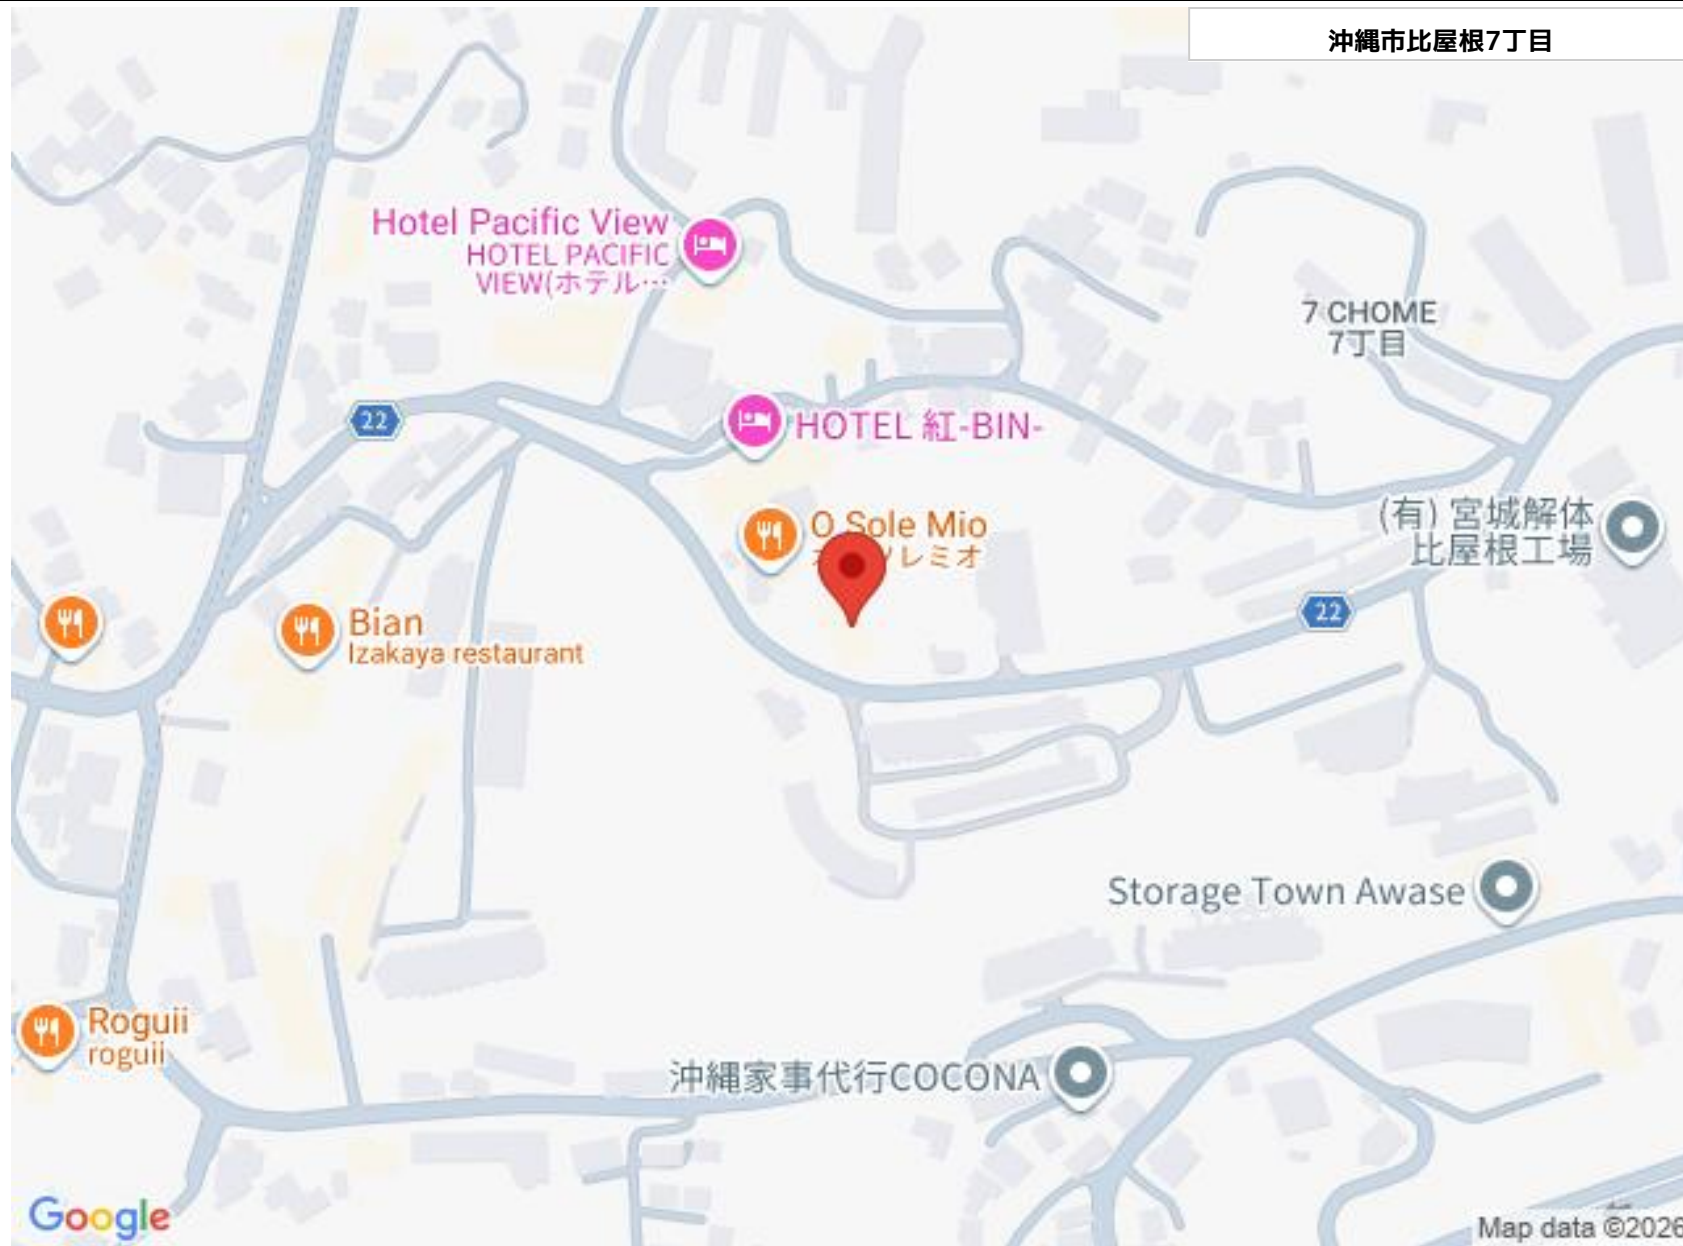 沖縄市比屋根7丁目
Hotel Pacific View
HOTEL PACIFIC
VIEW(ホテル…
7 CHOME
7丁目
22
HOTEL 紅-BIN-
O Sole Mio
レミオ
(有) 宮城解体
比屋根工場
22
Bian
Izakaya restaurant
Storage Town Awase
Roguii
roguii
沖縄家事代行COCONA
Google
Map data ©2026